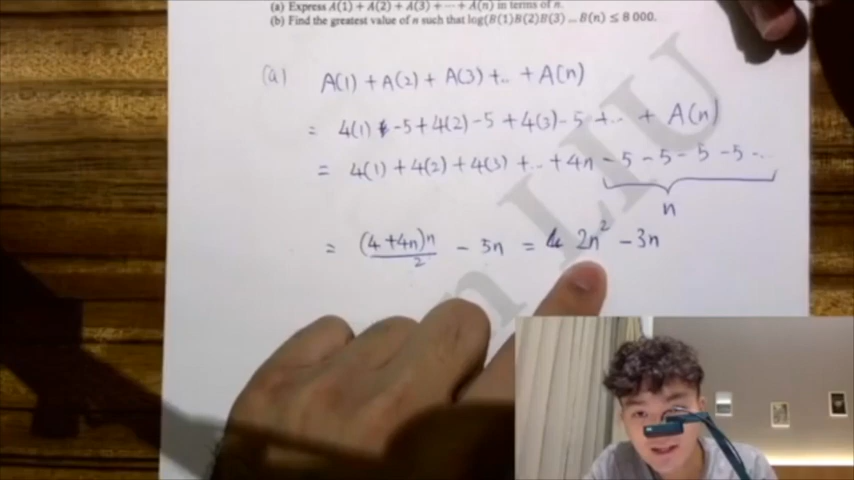 (a) Express A(1) + A(2) + A(3) + ··· + A(n) in terms of n.
(b) Find the greatest value of n such that log(B(1)B(2)B(3) ... B(n) ≤ 8 000.
(a) A(1) + A(2) + A(3) + .. + A(n)
= 4(1) -5 + 4(2) - 5 + 4(3) - 5 + .. + A(n)
= 4(1) + 4(2) + 4(3) + .. + 4n - 5 - 5 - 5 - 5 - ..
n
= (4 + 4n)n / 2 - 5n = 2n² - 3n
LIU